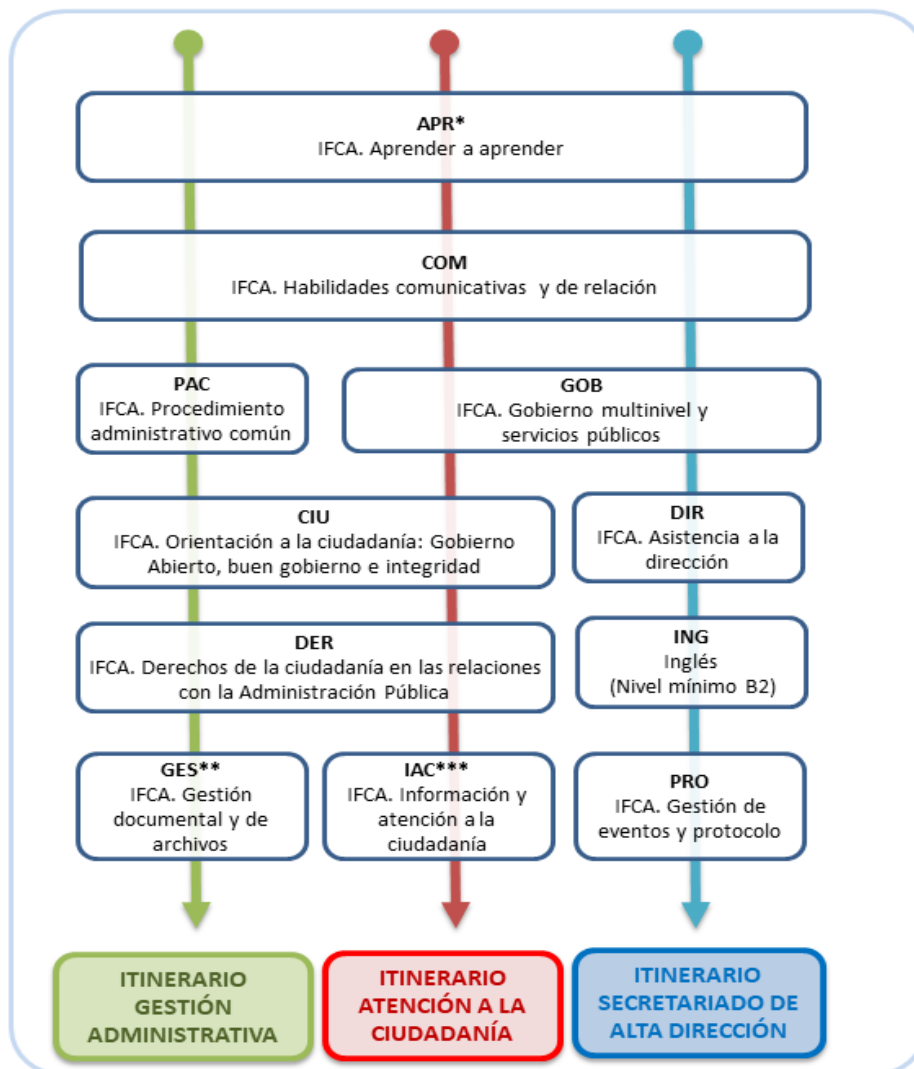 APR*
IFCA. Aprender a aprender
COM
IFCA. Habilidades comunicativas y de relación
PAC
IFCA. Procedimiento
administrativo común
GOB
IFCA. Gobierno multinivel y
servicios públicos
CIU
IFCA. Orientación a la ciudadanía: Gobierno
Abierto, buen gobierno e integridad
DIR
IFCA. Asistencia a la
dirección
DER
IFCA. Derechos de la ciudadanía en las relaciones
con la Administración Pública
ING
Inglés
(Nivel mínimo B2)
GES**
IFCA. Gestión
documental y de
archivos
IAC***
IFCA. Información y
atención a la
ciudadanía
PRO
IFCA. Gestión de
eventos y protocolo
ITINERARIO
GESTIÓN
ADMINISTRATIVA
ITINERARIO
ATENCIÓN A LA
CIUDADANÍA
ITINERARIO
SECRETARIADO DE
ALTA DIRECCIÓN